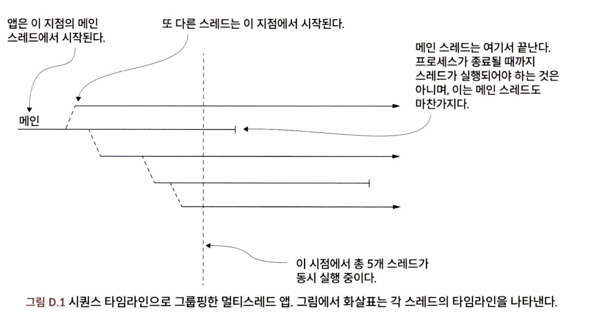 앱은 이 지점의 메인
스레드에서 시작된다.
또 다른 스레드는 이 지점에서 시작된다.
메인 스레드는 여기서 끝난다.
프로세스가 종료될 때까지
스레드가 실행되어야 하는 것은
아니며, 이는 메인 스레드도
마찬가지다.
메인
이 시점에서 총 5개 스레드가
동시 실행 중이다.
그림 D.1 시퀀스 타임라인으로 그룹핑한 멀티스레드 앱. 그림에서 화살표는 각 스레드의 타임라인을 나타낸다.